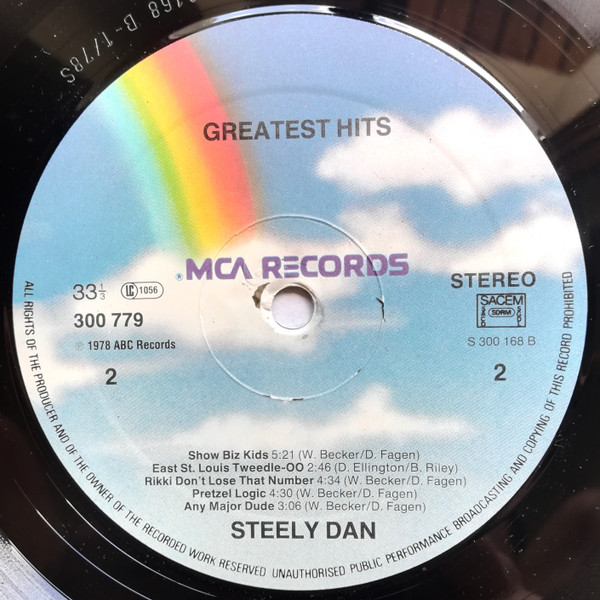 168 B-1/78S
GREATEST HITS
® MCA RECORDS
33 1/3 LC 1056
STEREO
300 779
SACEM
SDRM
℗ 1978 ABC Records
S 300 168 B
2
2
Show Biz Kids 5:21 (W. Becker/D. Fagen)
East St. Louis Tweedle-OO 2:46 (D. Ellington/B. Riley)
Rikki Don't Lose That Number 4:34 (W. Becker/D. Fagen)
Pretzel Logic 4:30 (W. Becker/D. Fagen)
Any Major Dude 3:06 (W. Becker/D. Fagen)
STEELY DAN
ALL RIGHTS OF THE PRODUCER AND OF THE OWNER OF THE RECORDED WORK RESERVED UNAUTHORISED PUBLIC PERFORMANCE BROADCASTING AND COPYING OF THIS RECORD PROHIBITED